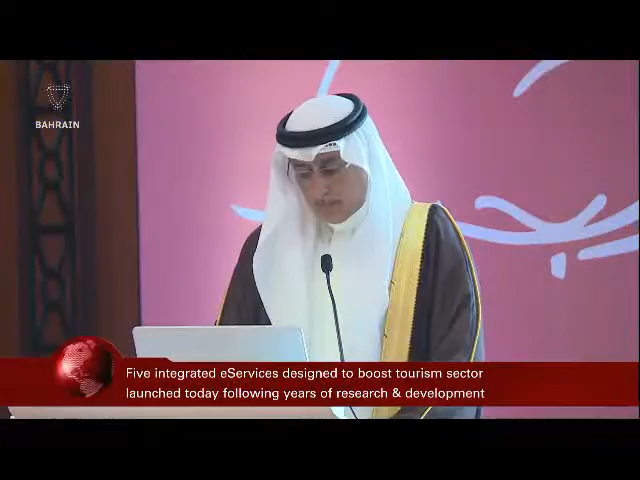 BAHRAIN
Five integrated eServices designed to boost tourism sector
launched today following years of research & development